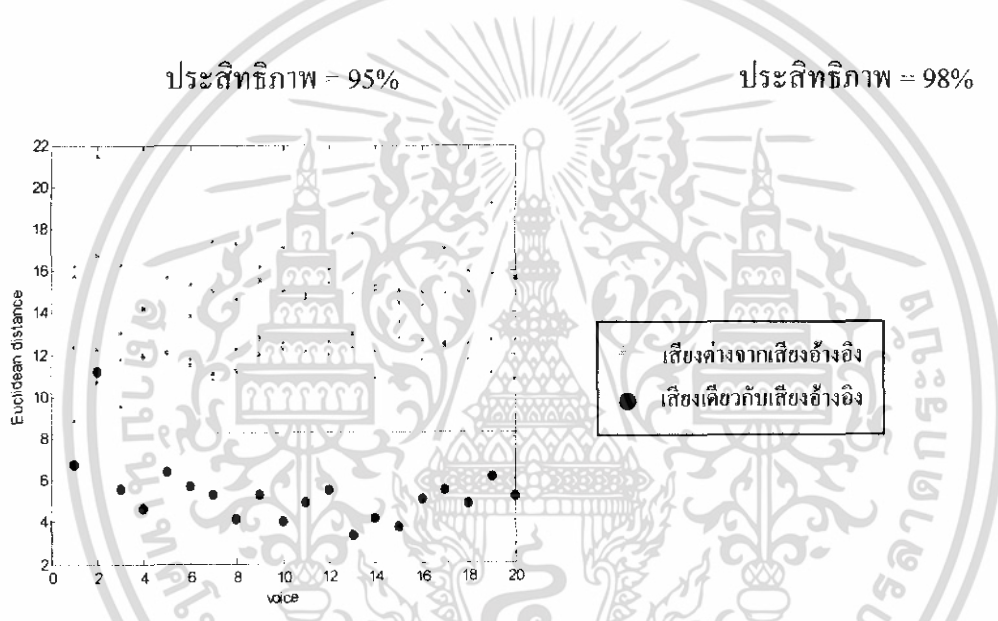 ประสิทธิภาพ = 95%
ประสิทธิภาพ = 98%
22
20
18
16
14
12
10
8
6
4
2
Euclidean distance
0 2 4 6 8 10 12 14 16 18 20
voice
เสียงต่างจากเสียงอ้างอิง
เสียงเดียวกับเสียงอ้างอิง